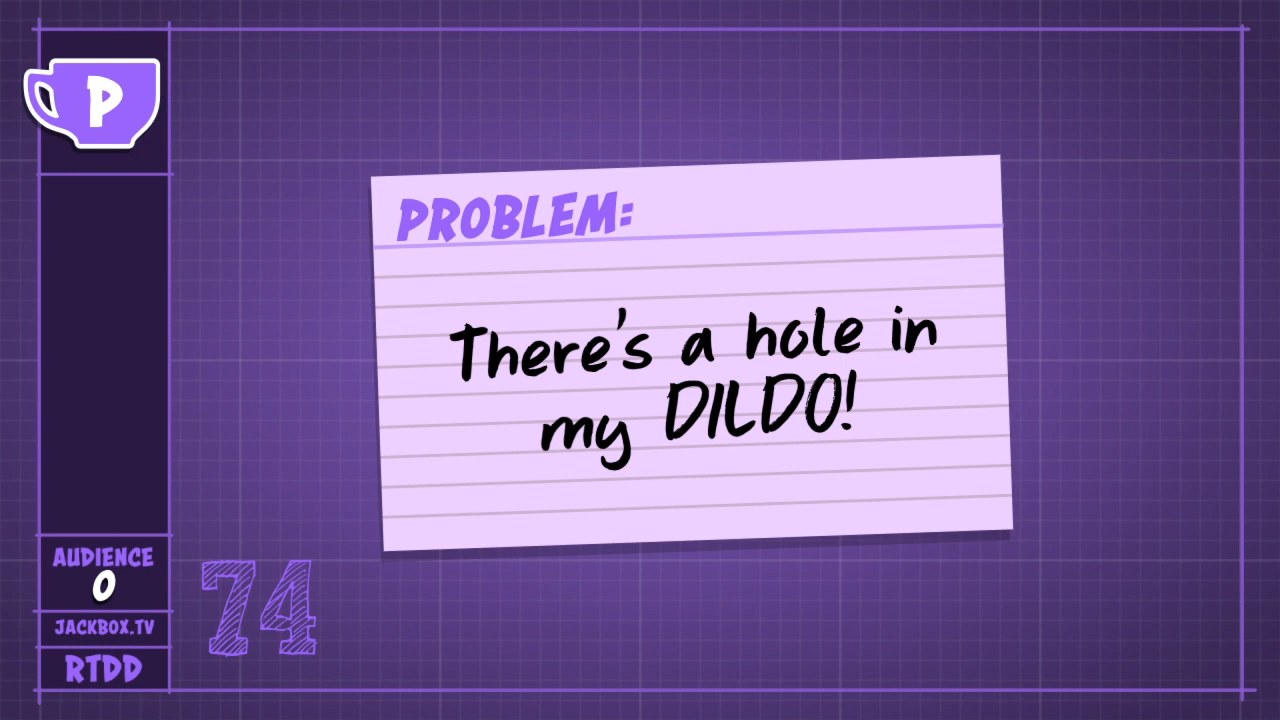 P
PROBLEM:
There's a hole in
my DILDO!
AUDIENCE
0
JACKBOX.TV
RTDD
74